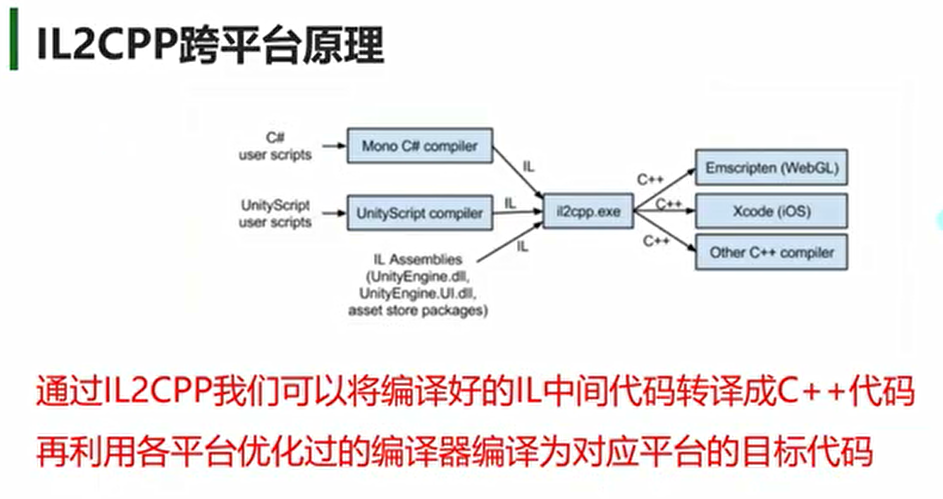 IL2CPP跨平台原理
C#
user scripts
Mono C# compiler
IL
UnityScript
user scripts
UnityScript compiler
IL
IL Assemblies
(UnityEngine.dll,
UnityEngine.UI.dll,
asset store packages)
IL
il2cpp.exe
C++
Emscripten (WebGL)
C++
Xcode (iOS)
C++
Other C++ compiler
通过IL2CPP我们可以将编译好的IL中间代码转译成C++代码
再利用各平台优化过的编译器编译为对应平台的目标代码